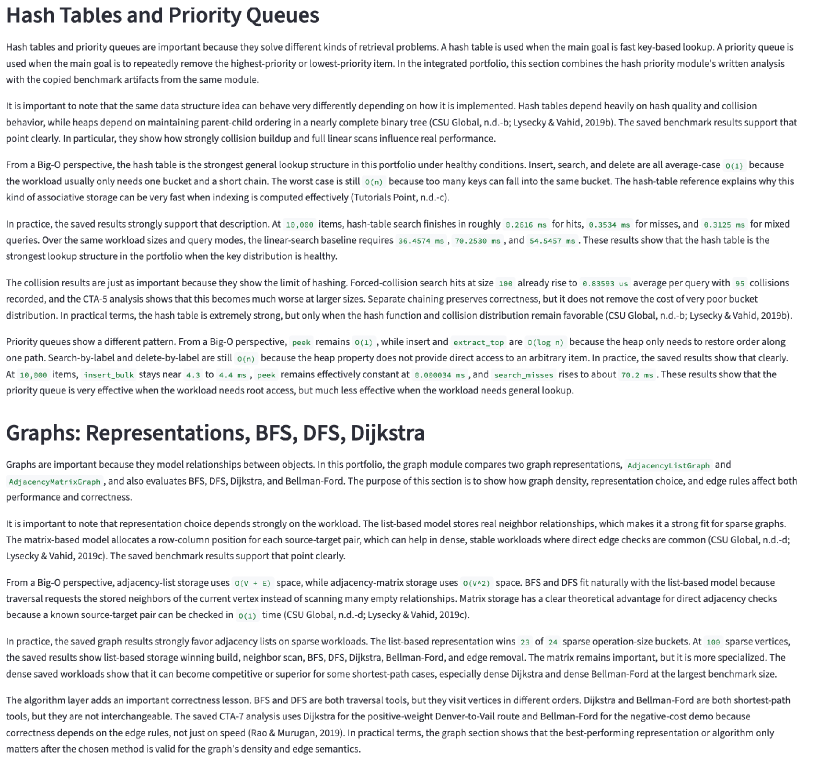 Hash Tables and Priority Queues
Hash tables and priority queues are important because they solve different kinds of retrieval problems. A hash table is used when the main goal is fast key-based lookup. A priority queue is
used when the main goal is to repeatedly remove the highest-priority or lowest-priority item. In the integrated portfolio, this section combines the hash priority module's written analysis
with the copied benchmark artifacts from the same module.
It is important to note that the same data structure idea can behave very differently depending on how it is implemented. Hash tables depend heavily on hash quality and collision
behavior, while heaps depend on maintaining parent-child ordering in a nearly complete binary tree (CSU Global, n.d.-b; Lysecky & Vahid, 2019b). The saved benchmark results support that
point clearly. In particular, they show how strongly collision buildup and full linear scans influence real performance.
From a Big-O perspective, the hash table is the strongest general lookup structure in this portfolio under healthy conditions. Insert, search, and delete are all average-case O(1) because
the workload usually only needs one bucket and a short chain. The worst case is still O(n) because too many keys can fall into the same bucket. The hash-table reference explains why this
kind of associative storage can be very fast when indexing is computed effectively (Tutorials Point, n.d.-c).
In practice, the saved results strongly support that description. At 10,000 items, hash-table search finishes in roughly 0.2616 ms for hits, 0.3534 ms for misses, and 0.3125 ms for mixed
queries. Over the same workload sizes and query modes, the linear-search baseline requires 36.4574 ms, 70.2530 ms, and 54.5457 ms. These results show that the hash table is the
strongest lookup structure in the portfolio when the key distribution is healthy.
The collision results are just as important because they show the limit of hashing. Forced-collision search hits at size 100 already rise to 0.83593 us average per query with 95 collisions
recorded, and the CTA-5 analysis shows that this becomes much worse at larger sizes. Separate chaining preserves correctness, but it does not remove the cost of very poor bucket
distribution. In practical terms, the hash table is extremely strong, but only when the hash function and collision distribution remain favorable (CSU Global, n.d.-b; Lysecky & Vahid, 2019b).
Priority queues show a different pattern. From a Big-O perspective, peek remains O(1), while insert and extract_top are O(log n) because the heap only needs to restore order along
one path. Search-by-label and delete-by-label are still O(n) because the heap property does not provide direct access to an arbitrary item. In practice, the saved results show that clearly.
At 10,000 items, insert_bulk stays near 4.3 to 4.4 ms, peek remains effectively constant at 0.000034 ms, and search_misses rises to about 70.2 ms. These results show that the
priority queue is very effective when the workload needs root access, but much less effective when the workload needs general lookup.
Graphs: Representations, BFS, DFS, Dijkstra
Graphs are important because they model relationships between objects. In this portfolio, the graph module compares two graph representations, AdjacencyListGraph and
AdjacencyMatrixGraph, and also evaluates BFS, DFS, Dijkstra, and Bellman-Ford. The purpose of this section is to show how graph density, representation choice, and edge rules affect both
performance and correctness.
It is important to note that representation choice depends strongly on the workload. The list-based model stores real neighbor relationships, which makes it a strong fit for sparse graphs.
The matrix-based model allocates a row-column position for each source-target pair, which can help in dense, stable workloads where direct edge checks are common (CSU Global, n.d.-d;
Lysecky & Vahid, 2019c). The saved benchmark results support that point clearly.
From a Big-O perspective, adjacency-list storage uses O(V + E) space, while adjacency-matrix storage uses O(V^2) space. BFS and DFS fit naturally with the list-based model because
traversal requests the stored neighbors of the current vertex instead of scanning many empty relationships. Matrix storage has a clear theoretical advantage for direct adjacency checks
because a known source-target pair can be checked in O(1) time (CSU Global, n.d.-d; Lysecky & Vahid, 2019c).
In practice, the saved graph results strongly favor adjacency lists on sparse workloads. The list-based representation wins 23 of 24 sparse operation-size buckets. At 100 sparse vertices,
the saved results show list-based storage winning build, neighbor scan, BFS, DFS, Dijkstra, Bellman-Ford, and edge removal. The matrix remains important, but it is more specialized. The
dense saved workloads show that it can become competitive or superior for some shortest-path cases, especially dense Dijkstra and dense Bellman-Ford at the largest benchmark size.
The algorithm layer adds an important correctness lesson. BFS and DFS are both traversal tools, but they visit vertices in different orders. Dijkstra and Bellman-Ford are both shortest-path
tools, but they are not interchangeable. The saved CTA-7 analysis uses Dijkstra for the positive-weight Denver-to-Vail route and Bellman-Ford for the negative-cost demo because
correctness depends on the edge rules, not just on speed (Rao & Murugan, 2019). In practical terms, the graph section shows that the best-performing representation or algorithm only
matters after the chosen method is valid for the graph's density and edge semantics.